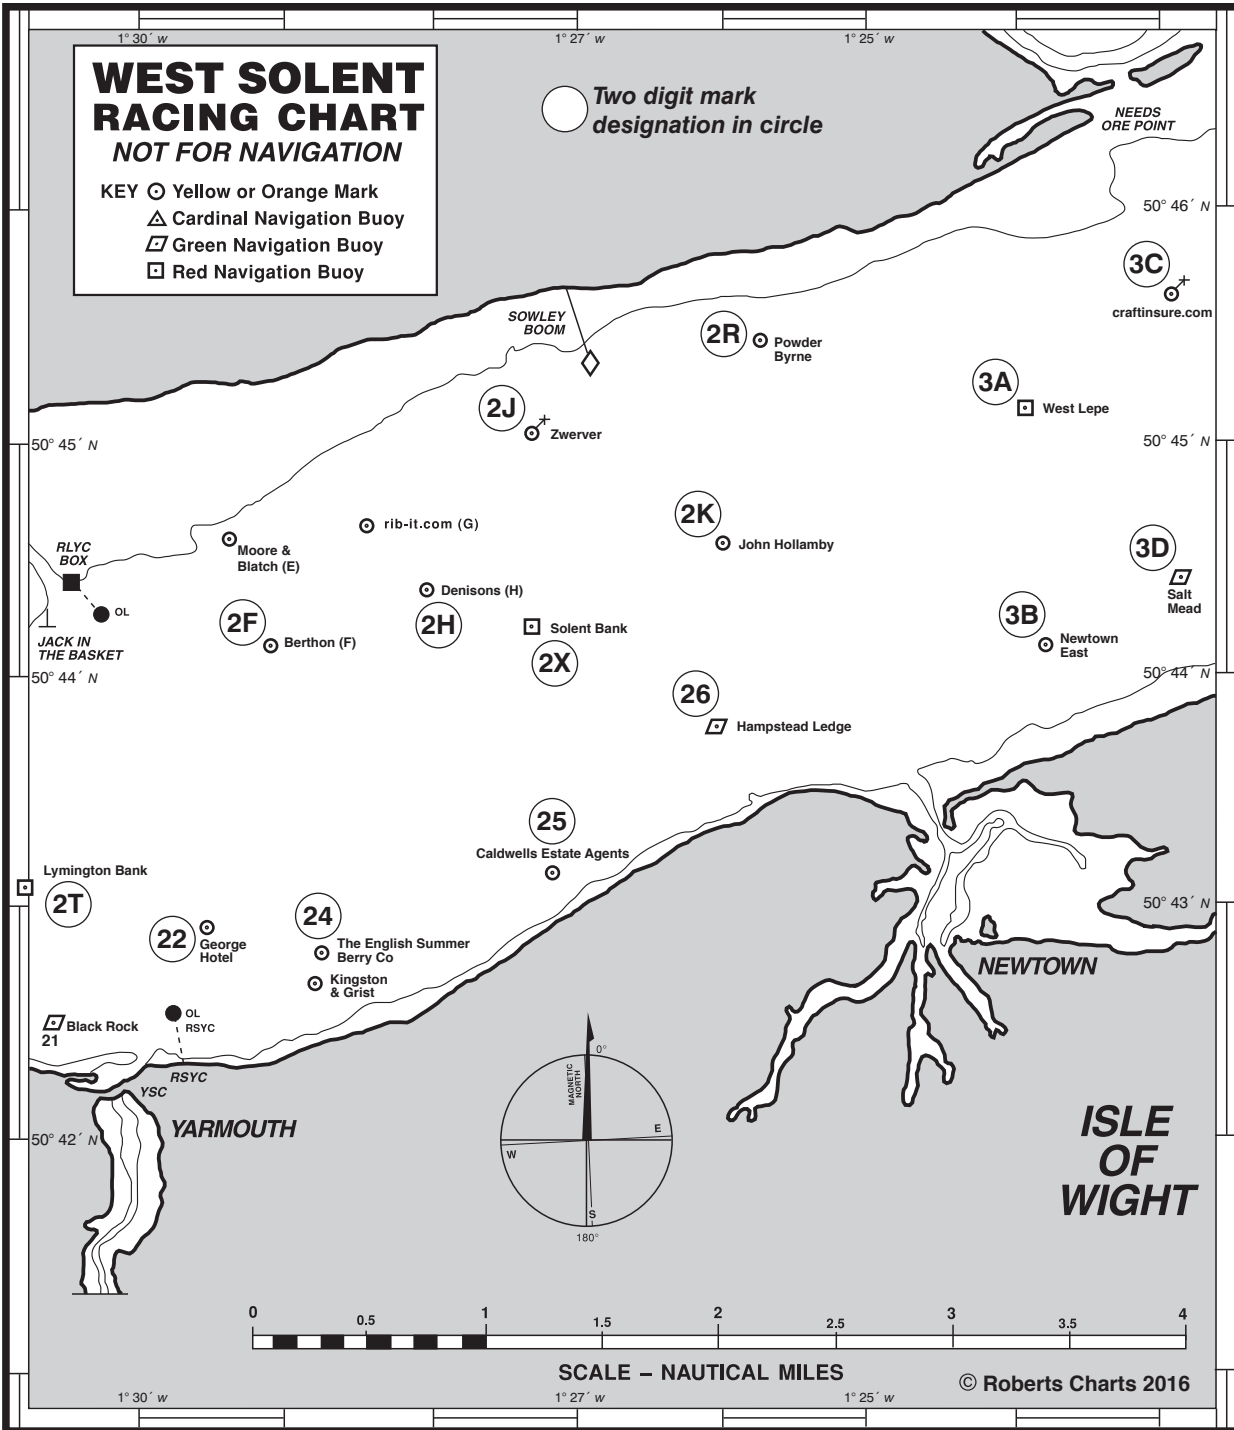 1° 30´ W
1° 27´ W
1° 25´ W
WEST SOLENT
RACING CHART
NOT FOR NAVIGATION
KEY
Yellow or Orange Mark
Cardinal Navigation Buoy
Green Navigation Buoy
Red Navigation Buoy
Two digit mark
designation in circle
NEEDS
ORE POINT
50° 46´ N
3C
craftinsure.com
SOWLEY
BOOM
2R
Powder
Byrne
3A
West Lepe
2J
Zwerver
50° 45´ N
50° 45´ N
rib-it.com (G)
2K
John Hollamby
Moore &
Blatch (E)
RLYC
BOX
OL
JACK IN
THE BASKET
3D
Salt
Mead
Denisons (H)
2H
2F
Berthon (F)
Solent Bank
2X
3B
Newtown
East
50° 44´ N
50° 44´ N
26
Hampstead Ledge
25
Caldwells Estate Agents
Lymington Bank
2T
50° 43´ N
22
George
Hotel
24
The English Summer
Berry Co
Kingston
& Grist
NEWTOWN
Black Rock
21
OL
RSYC
RSYC
YSC
YARMOUTH
50° 42´ N
0°
MAGNETIC
NORTH
E
W
S
180°
ISLE
OF
WIGHT
0
0.5
1
1.5
2
2.5
3
3.5
4
SCALE – NAUTICAL MILES
© Roberts Charts 2016
1° 30´ W
1° 27´ W
1° 25´ W